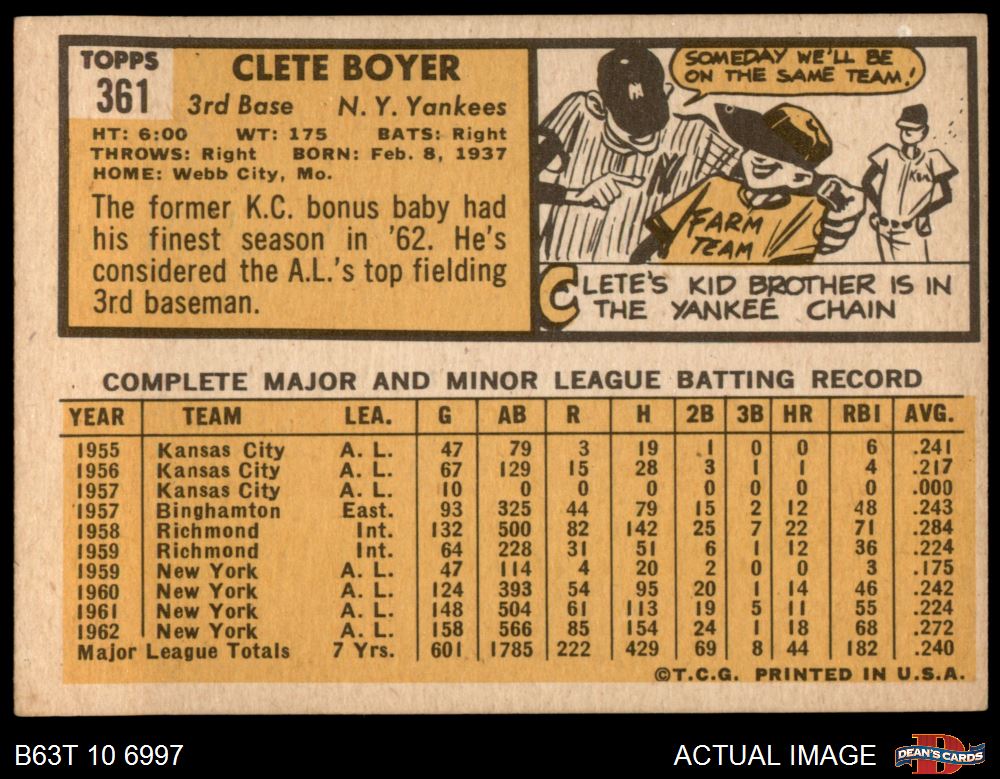 TOPPS
361
CLETE BOYER
3rd Base N. Y. Yankees
HT: 6:00 WT: 175 BATS: Right
THROWS: Right BORN: Feb. 8, 1937
HOME: Webb City, Mo.
The former K.C. bonus baby had
his finest season in '62. He's
considered the A.L.'s top fielding
3rd baseman.
SOMEDAY WE'LL BE
ON THE SAME TEAM!
FARM
TEAM
CLETE'S KID BROTHER IS IN
THE YANKEE CHAIN
COMPLETE MAJOR AND MINOR LEAGUE BATTING RECORD
YEAR TEAM LEA. G AB R H 2B 3B HR RBI AVG.
1955 Kansas City A. L. 47 79 3 19 1 0 0 6 .241
1956 Kansas City A. L. 67 129 15 28 3 1 1 4 .217
1957 Kansas City A. L. 10 0 0 0 0 0 0 0 .000
1957 Binghamton East. 93 325 44 79 15 2 12 48 .243
1958 Richmond Int. 132 500 82 142 25 7 22 71 .284
1959 Richmond Int. 64 228 31 51 6 1 12 36 .224
1959 New York A. L. 47 114 4 20 2 0 0 3 .175
1960 New York A. L. 124 393 54 95 20 1 14 46 .242
1961 New York A. L. 148 504 61 113 19 5 11 55 .224
1962 New York A. L. 158 566 85 154 24 1 18 68 .272
Major League Totals 7 Yrs. 601 1785 222 429 69 8 44 182 .240
©T.C.G. PRINTED IN U.S.A.
B63T 10 6997
ACTUAL IMAGE
DEAN'S CARDS